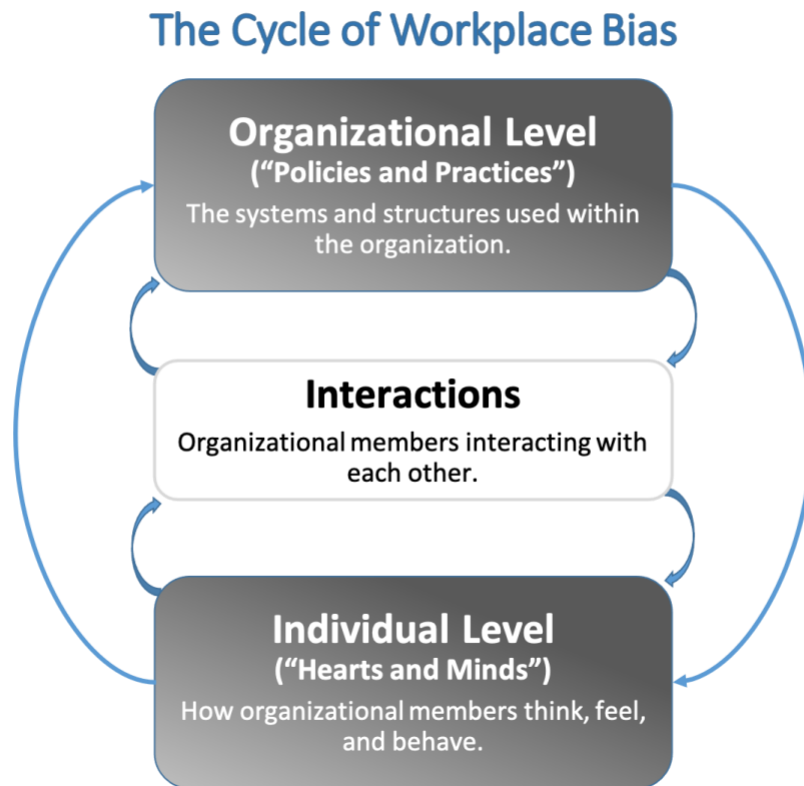 The Cycle of Workplace Bias
Organizational Level
(“Policies and Practices”)
The systems and structures used within
the organization.
Interactions
Organizational members interacting with
each other.
Individual Level
(“Hearts and Minds”)
How organizational members think, feel,
and behave.